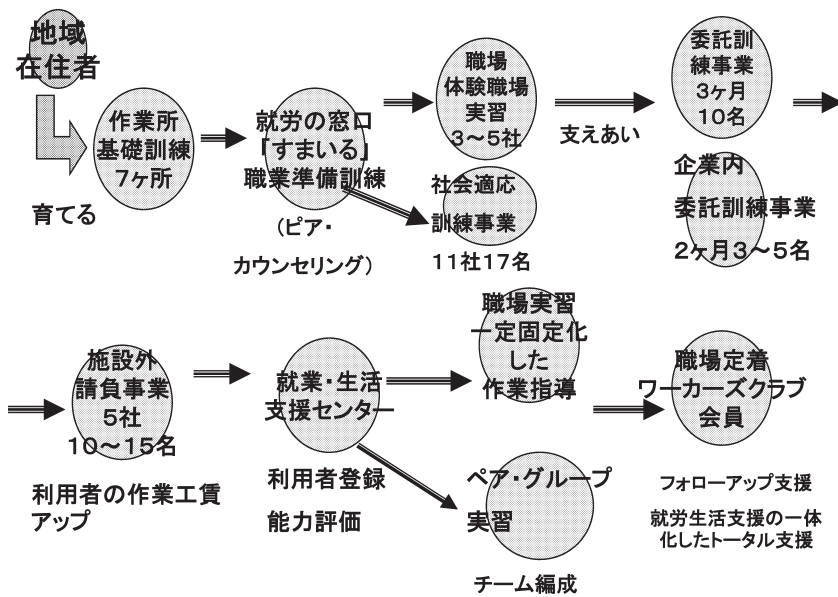 地域
在住者
作業所
基礎訓練
7ヶ所
育てる
就労の窓口
「すまいる」
職業準備訓練
(ピア・
カウンセリング)
職場
体験職場
実習
3～5社
社会適応
訓練事業
11社17名
支えあい
委託訓
練事業
3ヶ月
10名
企業内
委託訓練事業
2ヶ月3～5名
施設外
請負事業
5社
10～15名
利用者の作業工賃
アップ
就業・生活
支援センター
利用者登録
能力評価
職場実習
一定固定化
した
作業指導
ペア・グループ
実習
チーム編成
職場定着
ワーカーズクラブ
会員
フォローアップ支援
就労生活支援の一体
化したトータル支援